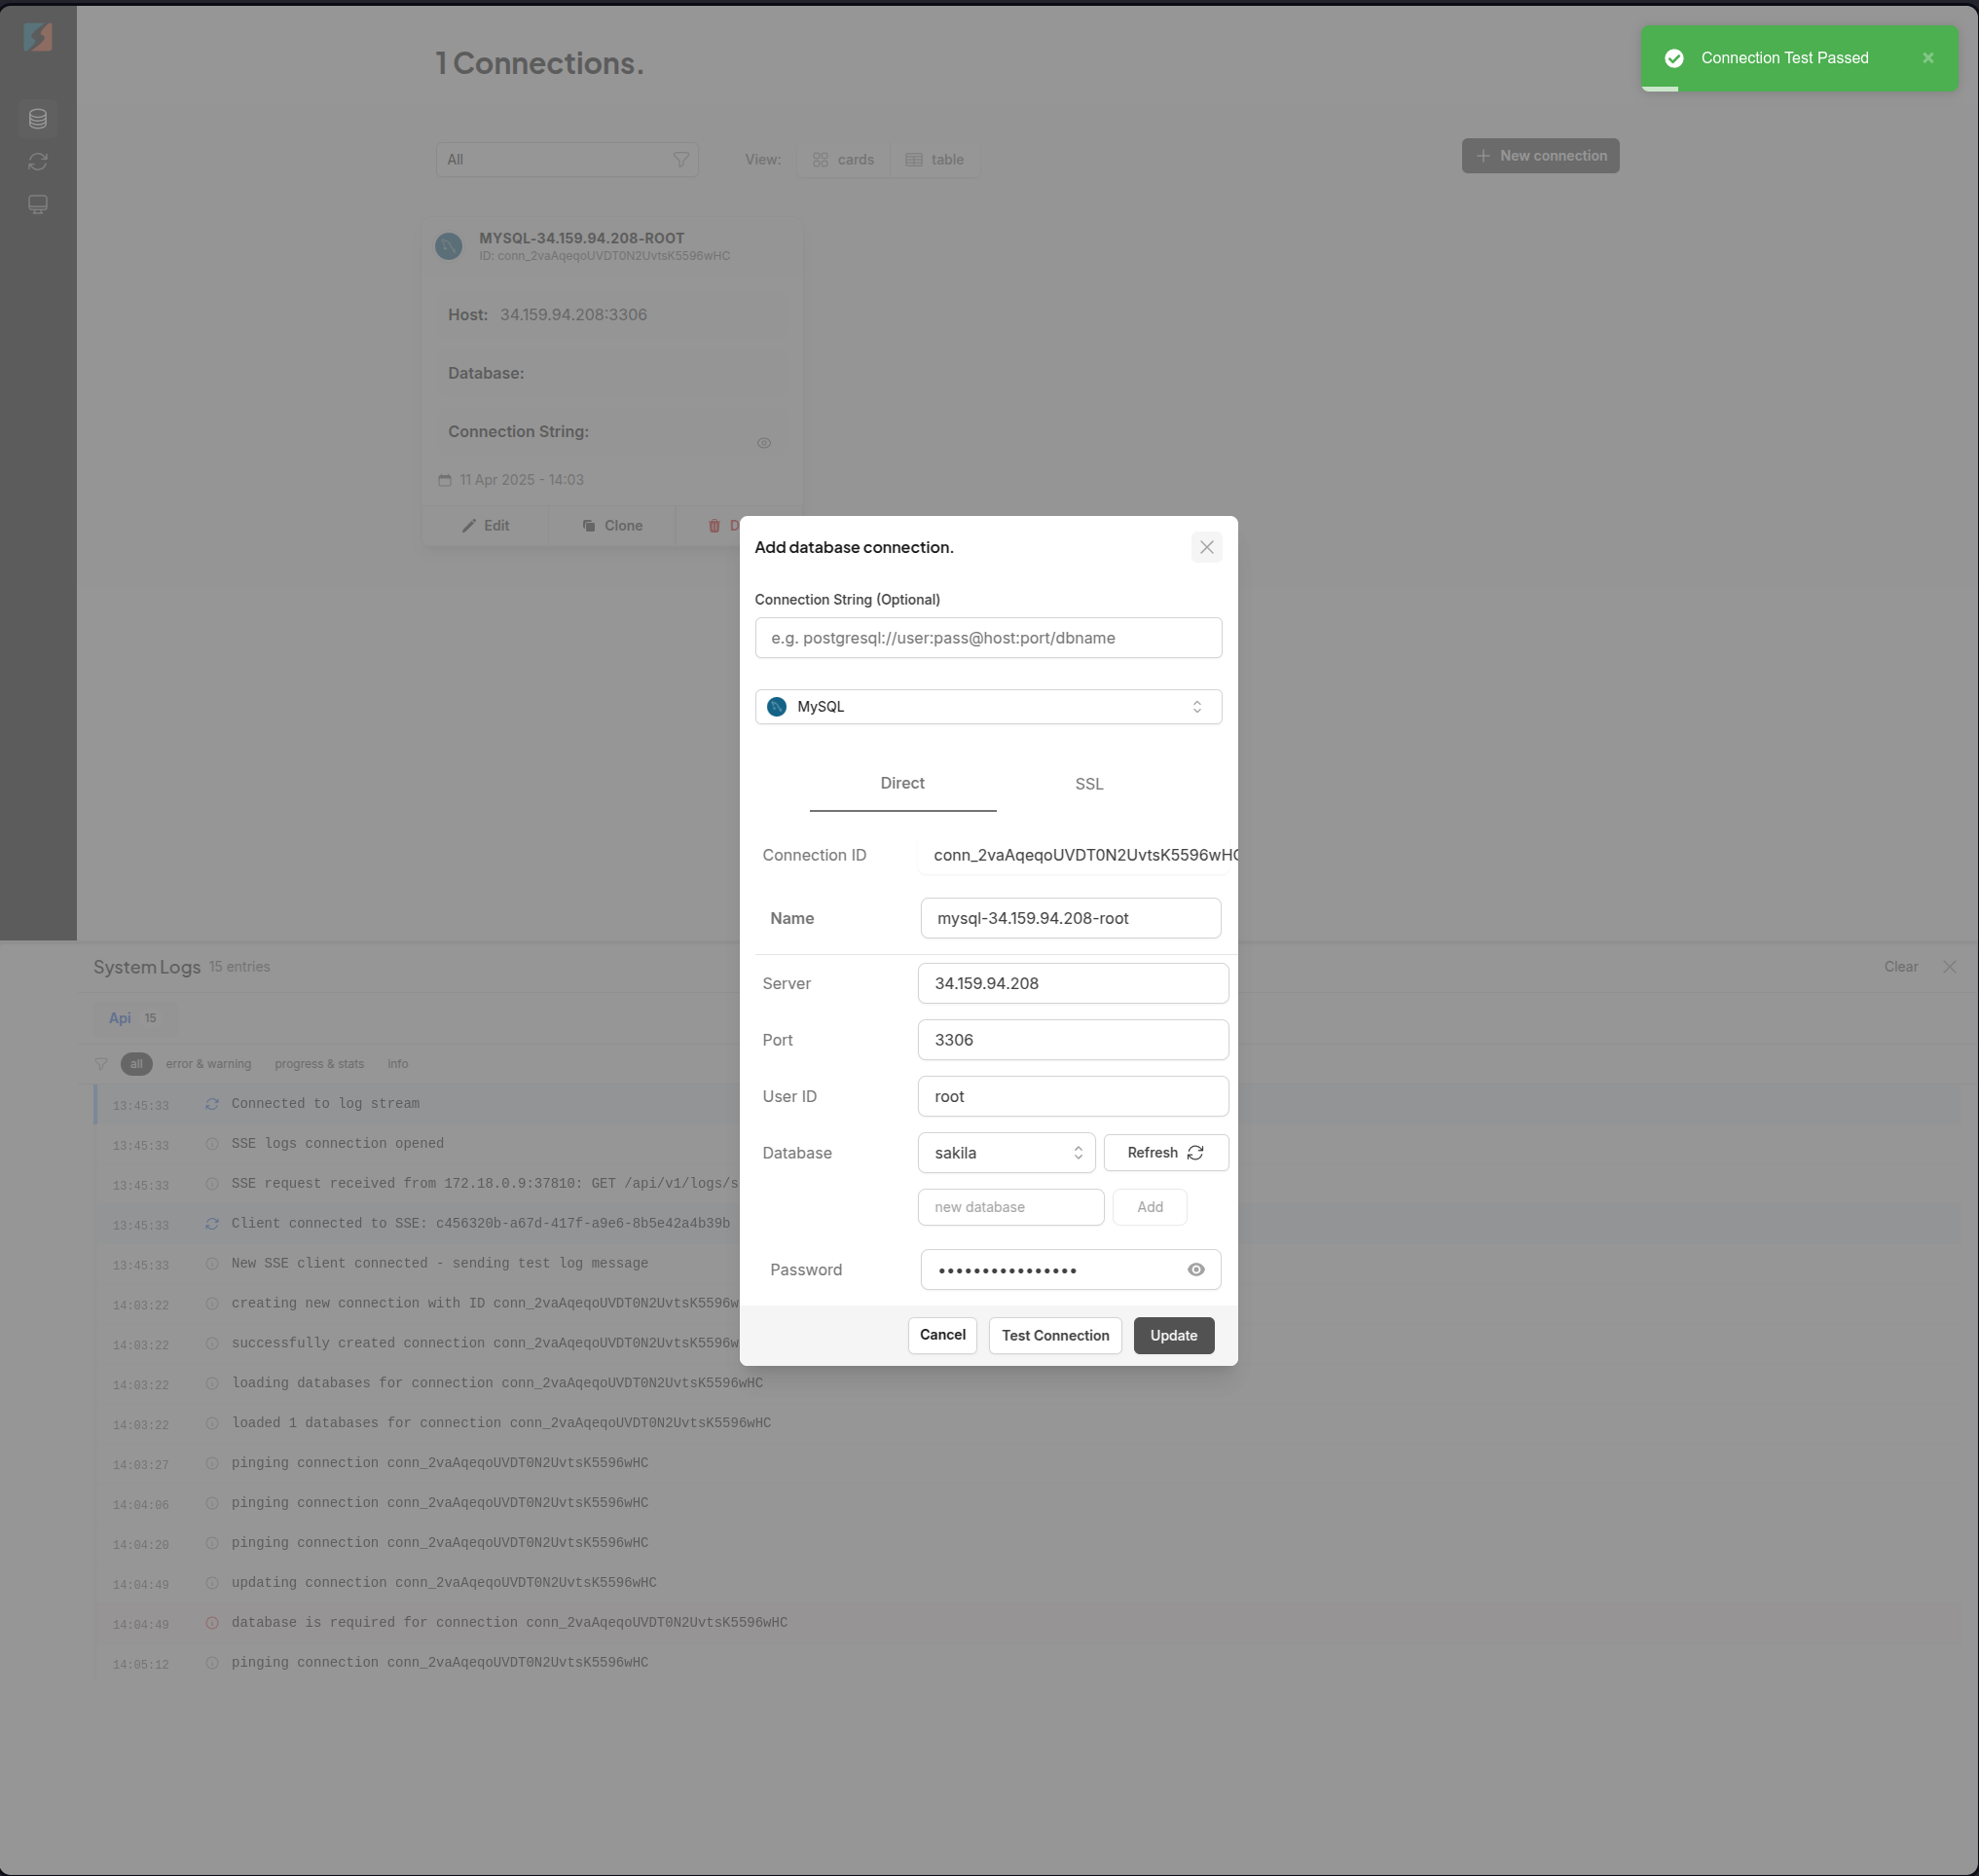 1 Connections.
Connection Test Passed
All
View:
cards
table
New connection
MYSQL-34.159.94.208-ROOT
ID: conn_2vaAqeqoUVDT0N2UvtsK5596wHC
Host: 34.159.94.208:3306
Database:
Connection String:
11 Apr 2025 - 14:03
Edit
Clone
Add database connection.
Connection String (Optional)
e.g. postgresql://user:pass@host:port/dbname
MySQL
Direct
SSL
Connection ID
conn_2vaAqeqoUVDT0N2UvtsK5596wHC
Name
mysql-34.159.94.208-root
Server
34.159.94.208
Port
3306
User ID
root
Database
sakila
Refresh
new database
Add
Password
Cancel
Test Connection
Update
System Logs 15 entries
Clear
Api 15
all
error & warning
progress & stats
info
13:45:33 Connected to log stream
13:45:33 SSE logs connection opened
13:45:33 SSE request received from 172.18.0.9:37810: GET /api/v1/logs/s
13:45:33 Client connected to SSE: c456320b-a67d-417f-a9e6-8b5e42a4b39b
13:45:33 New SSE client connected - sending test log message
14:03:22 creating new connection with ID conn_2vaAqeqoUVDT0N2UvtsK5596w
14:03:22 successfully created connection conn_2vaAqeqoUVDT0N2UvtsK5596w
14:03:22 loading databases for connection conn_2vaAqeqoUVDT0N2UvtsK5596wHC
14:03:22 loaded 1 databases for connection conn_2vaAqeqoUVDT0N2UvtsK5596wHC
14:03:27 pinging connection conn_2vaAqeqoUVDT0N2UvtsK5596wHC
14:04:06 pinging connection conn_2vaAqeqoUVDT0N2UvtsK5596wHC
14:04:20 pinging connection conn_2vaAqeqoUVDT0N2UvtsK5596wHC
14:04:49 updating connection conn_2vaAqeqoUVDT0N2UvtsK5596wHC
14:04:49 database is required for connection conn_2vaAqeqoUVDT0N2UvtsK5596wHC
14:05:12 pinging connection conn_2vaAqeqoUVDT0N2UvtsK5596wHC